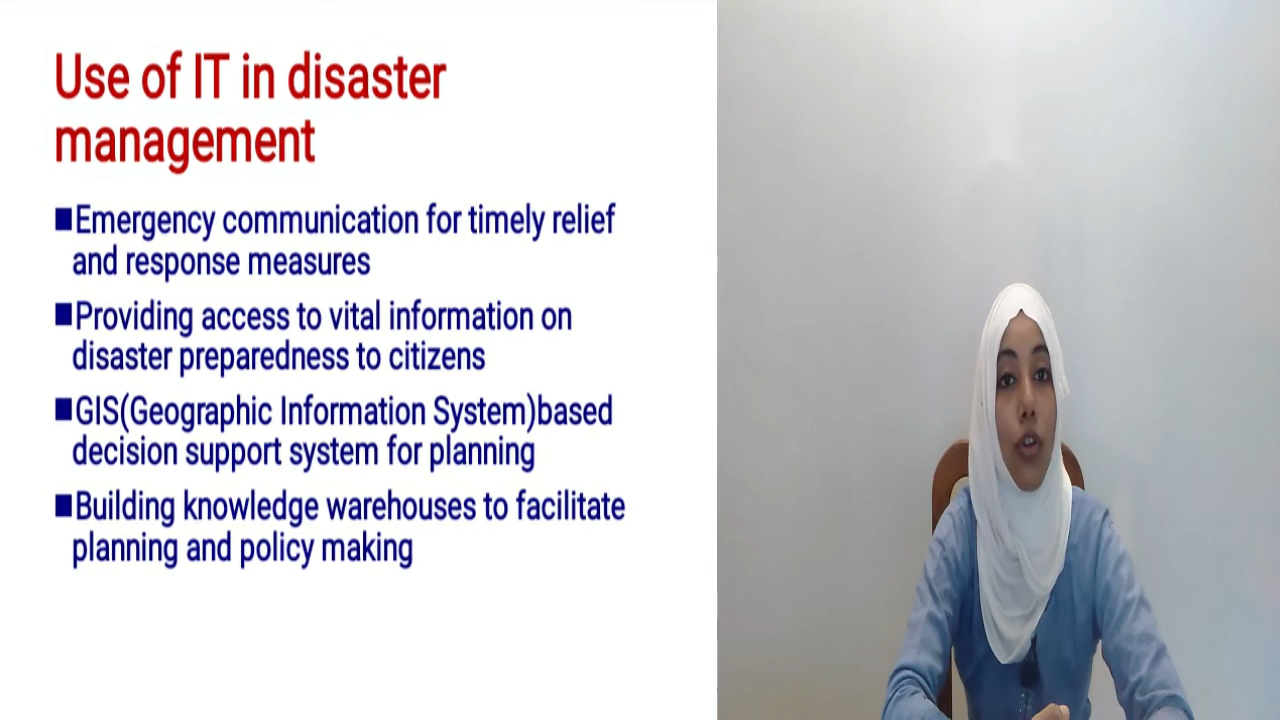 Use of IT in disaster
management
■Emergency communication for timely relief
and response measures
■Providing access to vital information on
disaster preparedness to citizens
■GIS(Geographic Information System)based
decision support system for planning
■Building knowledge warehouses to facilitate
planning and policy making